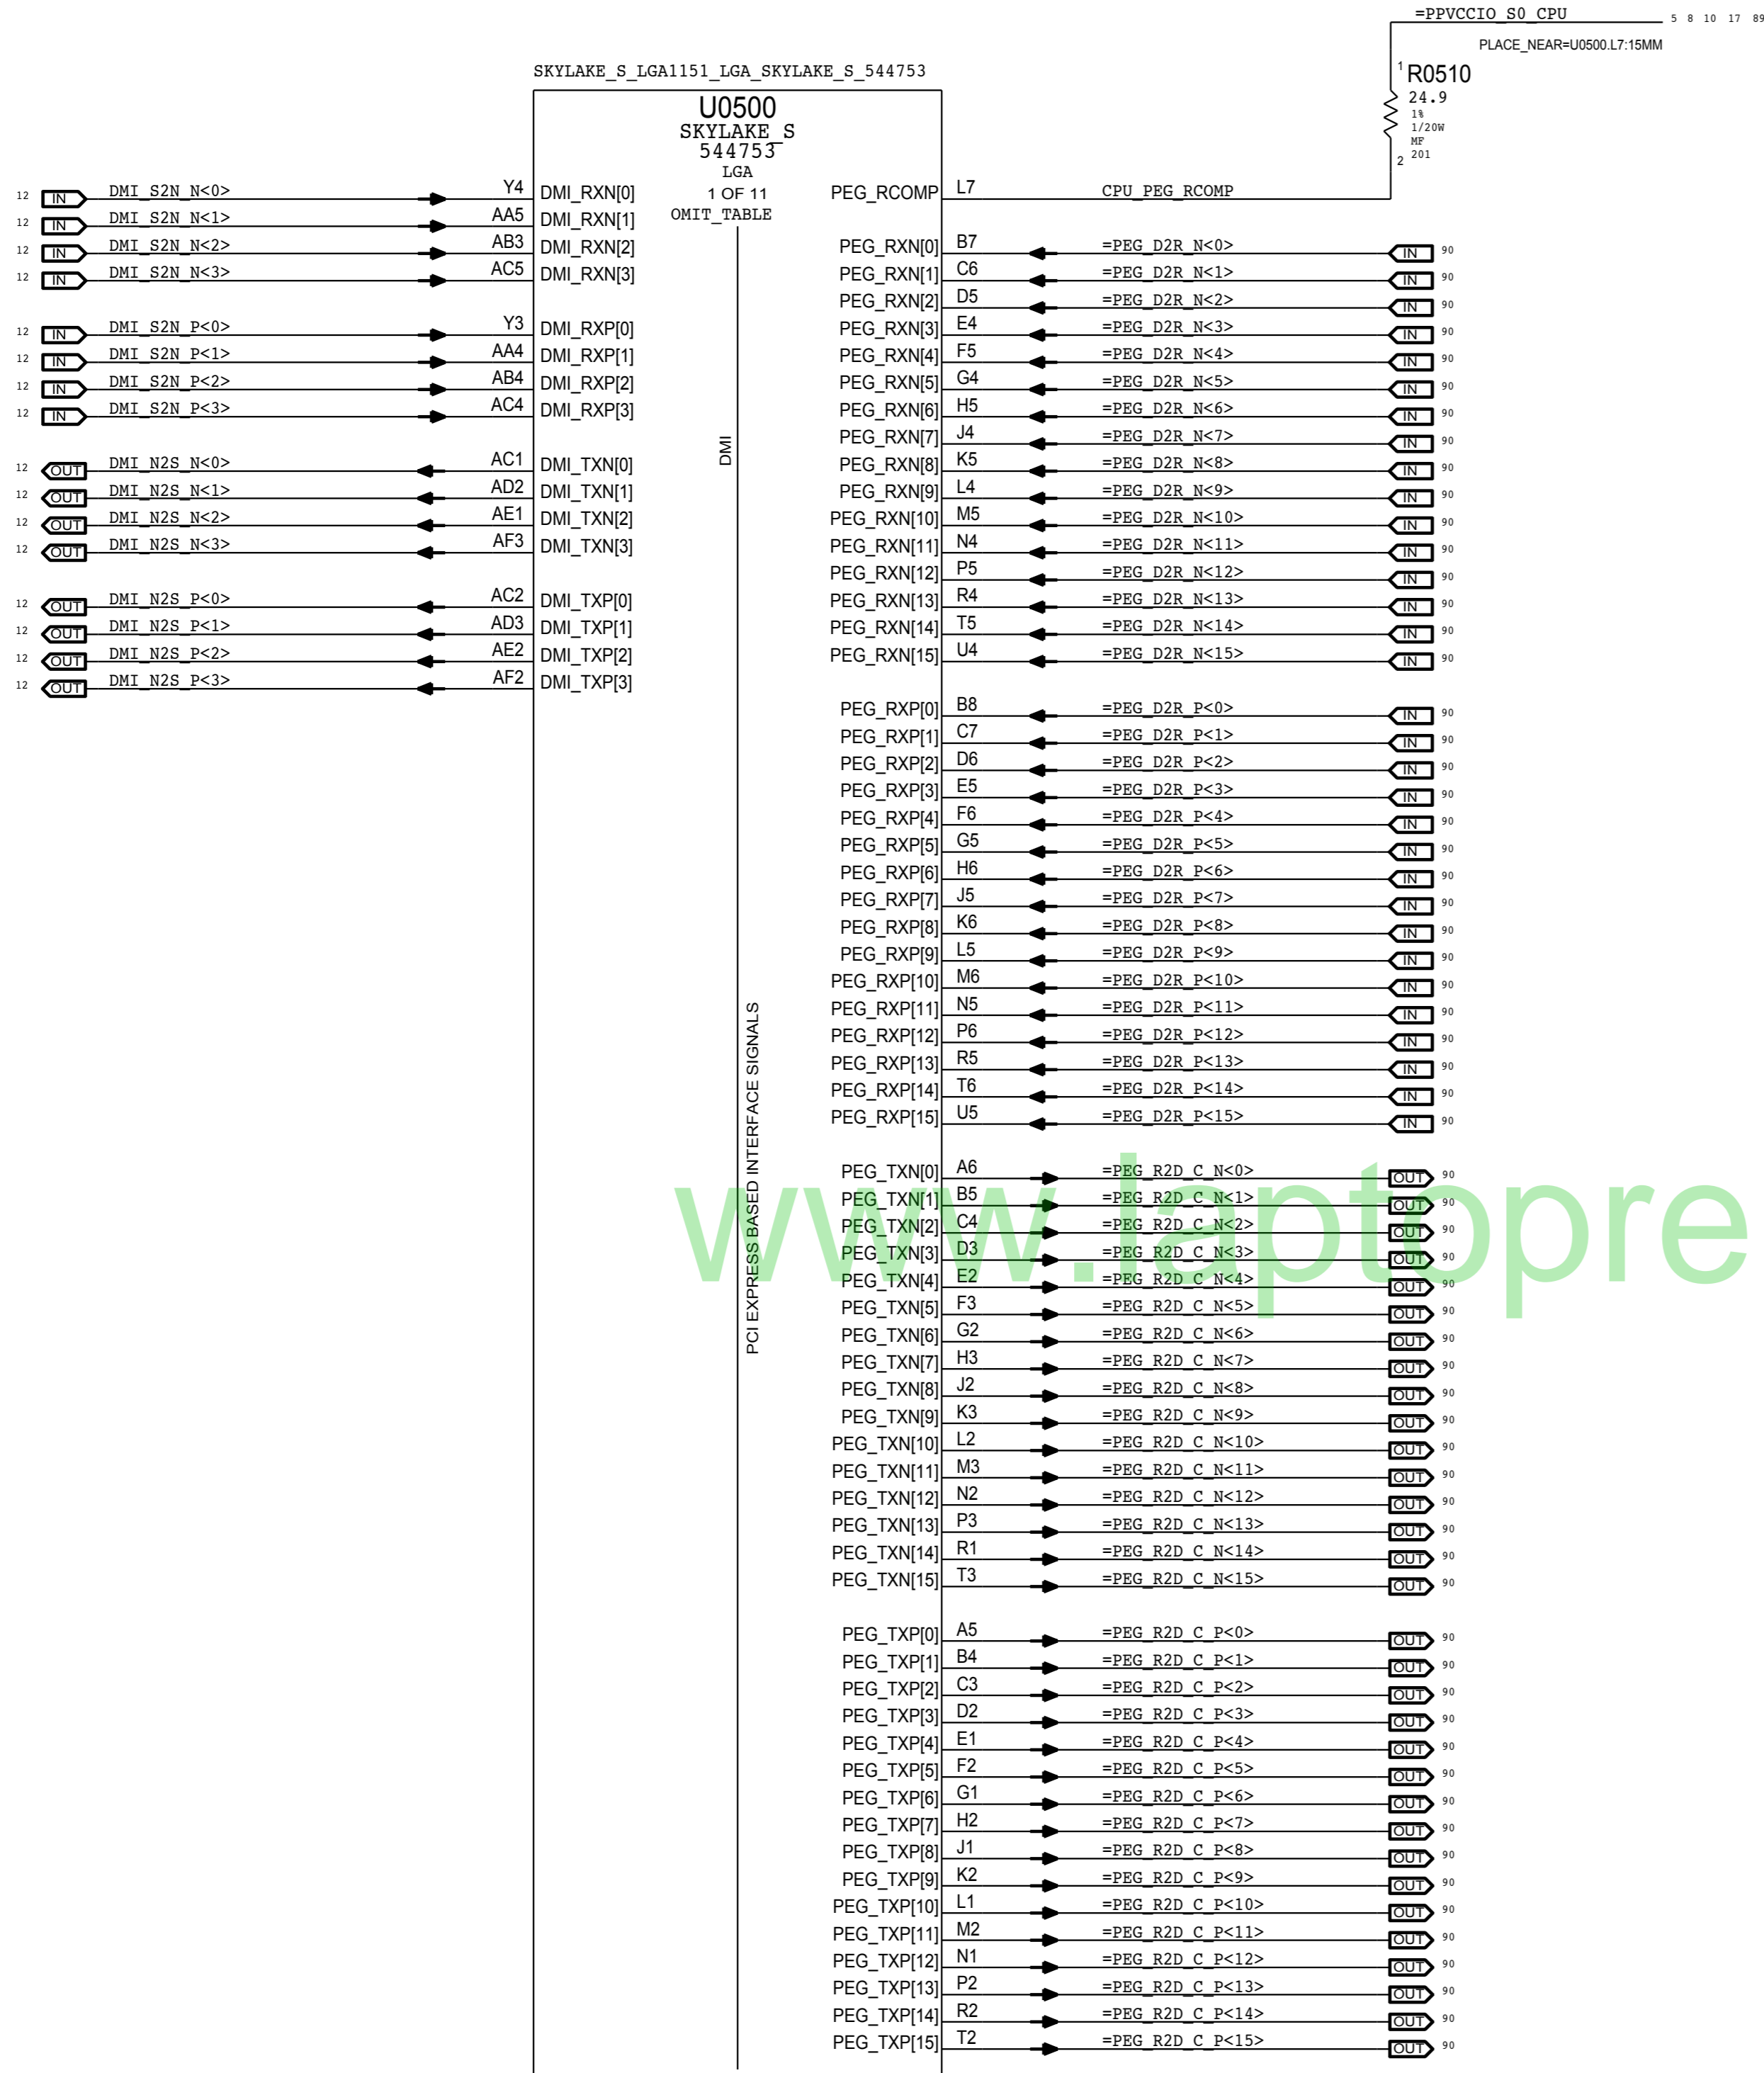 =PPVCCIO_S0_CPU 5 8 10 17 89
PLACE_NEAR=U0500.L7:15MM
1 R0510
24.9
1%
1/20W
MF
201
2
SKYLAKE_S_LGA1151_LGA_SKYLAKE_S_544753
U0500
SKYLAKE_S
544753
LGA
1 OF 11
OMIT_TABLE
DMI
PCI EXPRESS BASED INTERFACE SIGNALS
12 IN DMI_S2N_N<0> Y4 DMI_RXN[0]
12 IN DMI_S2N_N<1> AA5 DMI_RXN[1]
12 IN DMI_S2N_N<2> AB3 DMI_RXN[2]
12 IN DMI_S2N_N<3> AC5 DMI_RXN[3]
12 IN DMI_S2N_P<0> Y3 DMI_RXP[0]
12 IN DMI_S2N_P<1> AA4 DMI_RXP[1]
12 IN DMI_S2N_P<2> AB4 DMI_RXP[2]
12 IN DMI_S2N_P<3> AC4 DMI_RXP[3]
12 OUT DMI_N2S_N<0> AC1 DMI_TXN[0]
12 OUT DMI_N2S_N<1> AD2 DMI_TXN[1]
12 OUT DMI_N2S_N<2> AE1 DMI_TXN[2]
12 OUT DMI_N2S_N<3> AF3 DMI_TXN[3]
12 OUT DMI_N2S_P<0> AC2 DMI_TXP[0]
12 OUT DMI_N2S_P<1> AD3 DMI_TXP[1]
12 OUT DMI_N2S_P<2> AE2 DMI_TXP[2]
12 OUT DMI_N2S_P<3> AF2 DMI_TXP[3]
PEG_RCOMP L7 CPU_PEG_RCOMP
PEG_RXN[0] B7 =PEG_D2R_N<0> IN 90
PEG_RXN[1] C6 =PEG_D2R_N<1> IN 90
PEG_RXN[2] D5 =PEG_D2R_N<2> IN 90
PEG_RXN[3] E4 =PEG_D2R_N<3> IN 90
PEG_RXN[4] F5 =PEG_D2R_N<4> IN 90
PEG_RXN[5] G4 =PEG_D2R_N<5> IN 90
PEG_RXN[6] H5 =PEG_D2R_N<6> IN 90
PEG_RXN[7] J4 =PEG_D2R_N<7> IN 90
PEG_RXN[8] K5 =PEG_D2R_N<8> IN 90
PEG_RXN[9] L4 =PEG_D2R_N<9> IN 90
PEG_RXN[10] M5 =PEG_D2R_N<10> IN 90
PEG_RXN[11] N4 =PEG_D2R_N<11> IN 90
PEG_RXN[12] P5 =PEG_D2R_N<12> IN 90
PEG_RXN[13] R4 =PEG_D2R_N<13> IN 90
PEG_RXN[14] T5 =PEG_D2R_N<14> IN 90
PEG_RXN[15] U4 =PEG_D2R_N<15> IN 90
PEG_RXP[0] B8 =PEG_D2R_P<0> IN 90
PEG_RXP[1] C7 =PEG_D2R_P<1> IN 90
PEG_RXP[2] D6 =PEG_D2R_P<2> IN 90
PEG_RXP[3] E5 =PEG_D2R_P<3> IN 90
PEG_RXP[4] F6 =PEG_D2R_P<4> IN 90
PEG_RXP[5] G5 =PEG_D2R_P<5> IN 90
PEG_RXP[6] H6 =PEG_D2R_P<6> IN 90
PEG_RXP[7] J5 =PEG_D2R_P<7> IN 90
PEG_RXP[8] K6 =PEG_D2R_P<8> IN 90
PEG_RXP[9] L5 =PEG_D2R_P<9> IN 90
PEG_RXP[10] M6 =PEG_D2R_P<10> IN 90
PEG_RXP[11] N5 =PEG_D2R_P<11> IN 90
PEG_RXP[12] P6 =PEG_D2R_P<12> IN 90
PEG_RXP[13] R5 =PEG_D2R_P<13> IN 90
PEG_RXP[14] T6 =PEG_D2R_P<14> IN 90
PEG_RXP[15] U5 =PEG_D2R_P<15> IN 90
PEG_TXN[0] A6 =PEG_R2D_C_N<0> OUT 90
PEG_TXN[1] B5 =PEG_R2D_C_N<1> OUT 90
PEG_TXN[2] C4 =PEG_R2D_C_N<2> OUT 90
PEG_TXN[3] D3 =PEG_R2D_C_N<3> OUT 90
PEG_TXN[4] E2 =PEG_R2D_C_N<4> OUT 90
PEG_TXN[5] F3 =PEG_R2D_C_N<5> OUT 90
PEG_TXN[6] G2 =PEG_R2D_C_N<6> OUT 90
PEG_TXN[7] H3 =PEG_R2D_C_N<7> OUT 90
PEG_TXN[8] J2 =PEG_R2D_C_N<8> OUT 90
PEG_TXN[9] K3 =PEG_R2D_C_N<9> OUT 90
PEG_TXN[10] L2 =PEG_R2D_C_N<10> OUT 90
PEG_TXN[11] M3 =PEG_R2D_C_N<11> OUT 90
PEG_TXN[12] N2 =PEG_R2D_C_N<12> OUT 90
PEG_TXN[13] P3 =PEG_R2D_C_N<13> OUT 90
PEG_TXN[14] R1 =PEG_R2D_C_N<14> OUT 90
PEG_TXN[15] T3 =PEG_R2D_C_N<15> OUT 90
PEG_TXP[0] A5 =PEG_R2D_C_P<0> OUT 90
PEG_TXP[1] B4 =PEG_R2D_C_P<1> OUT 90
PEG_TXP[2] C3 =PEG_R2D_C_P<2> OUT 90
PEG_TXP[3] D2 =PEG_R2D_C_P<3> OUT 90
PEG_TXP[4] E1 =PEG_R2D_C_P<4> OUT 90
PEG_TXP[5] F2 =PEG_R2D_C_P<5> OUT 90
PEG_TXP[6] G1 =PEG_R2D_C_P<6> OUT 90
PEG_TXP[7] H2 =PEG_R2D_C_P<7> OUT 90
PEG_TXP[8] J1 =PEG_R2D_C_P<8> OUT 90
PEG_TXP[9] K2 =PEG_R2D_C_P<9> OUT 90
PEG_TXP[10] L1 =PEG_R2D_C_P<10> OUT 90
PEG_TXP[11] M2 =PEG_R2D_C_P<11> OUT 90
PEG_TXP[12] N1 =PEG_R2D_C_P<12> OUT 90
PEG_TXP[13] P2 =PEG_R2D_C_P<13> OUT 90
PEG_TXP[14] R2 =PEG_R2D_C_P<14> OUT 90
PEG_TXP[15] T2 =PEG_R2D_C_P<15> OUT 90
www.laptopre